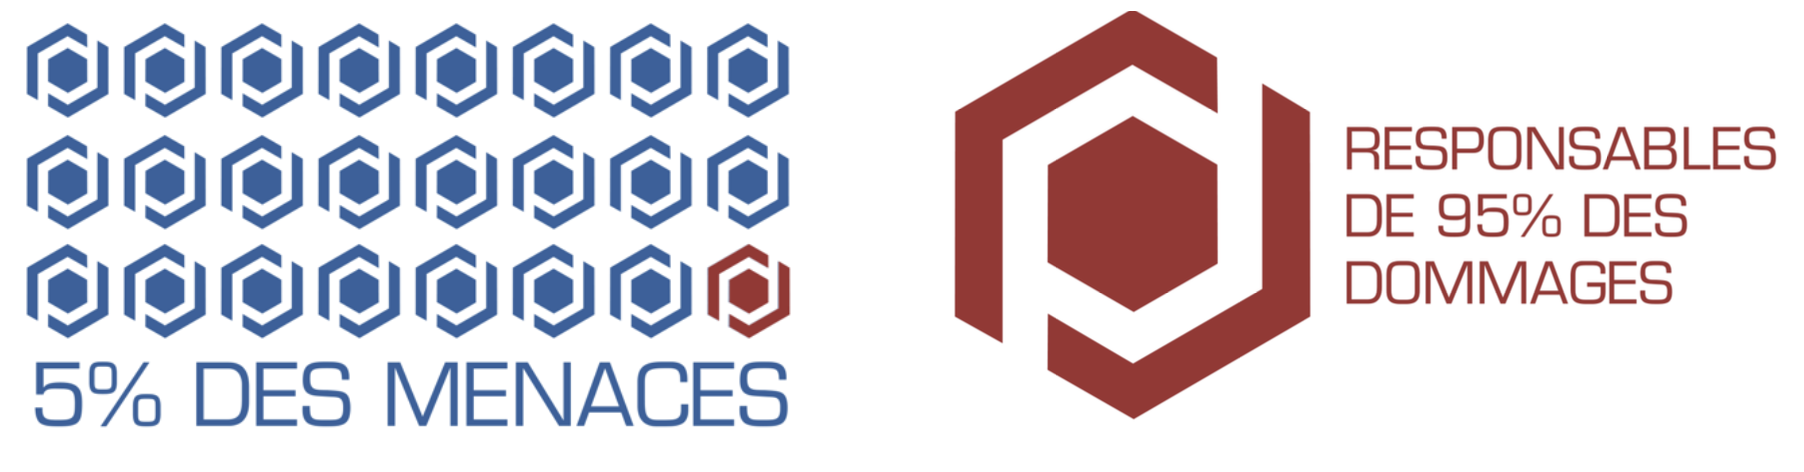 5% DES MENACES
RESPONSABLES
DE 95% DES
DOMMAGES